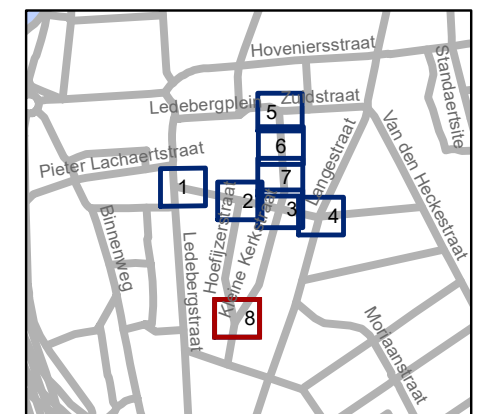 Hoveniersstraat
Standaertsite
Ledebergplein
Zuidstraat
5
Pieter Lachaertstraat
6
Langestraat
Van den Heckestraat
7
1
2
3
4
Binnenweg
Hoefijzerstraat
Kleine Kerkstraat
Ledebergstraat
8
Moriaanstraat